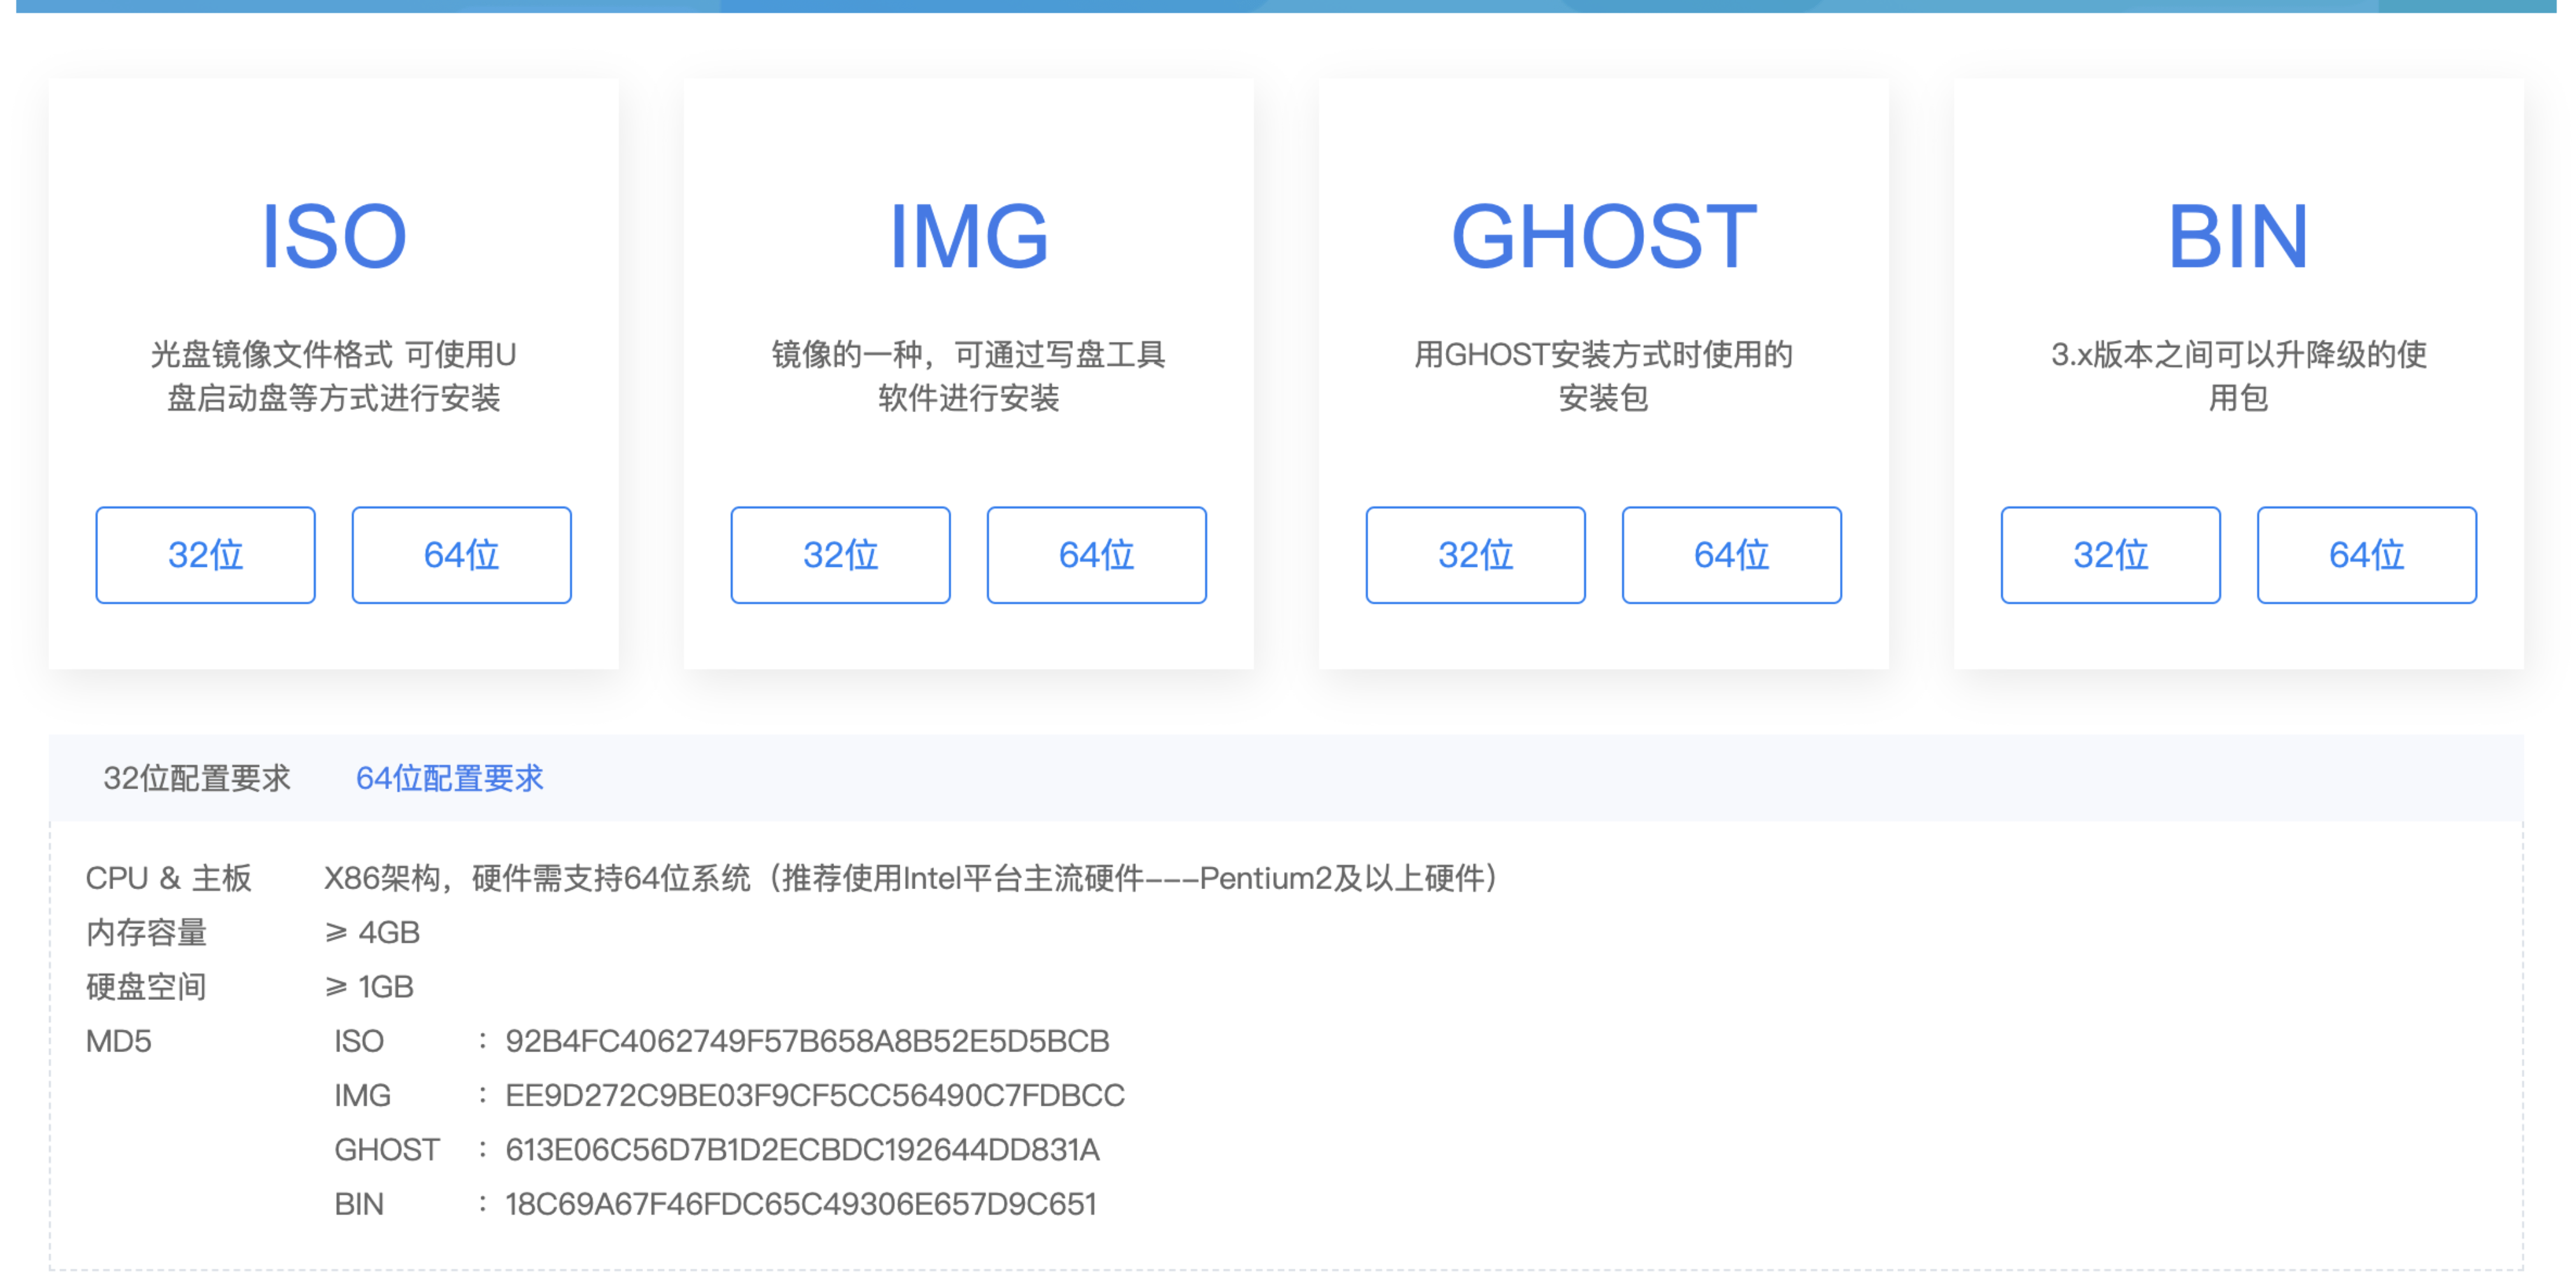 ISO
光盘镜像文件格式 可使用U
盘启动盘等方式进行安装
32位 64位
IMG
镜像的一种，可通过写盘工具
软件进行安装
32位 64位
GHOST
用GHOST安装方式时使用的
安装包
32位 64位
BIN
3.x版本之间可以升降级的使
用包
32位 64位
32位配置要求 64位配置要求
CPU & 主板 X86架构，硬件需支持64位系统（推荐使用Intel平台主流硬件---Pentium2及以上硬件）
内存容量 ≥ 4GB
硬盘空间 ≥ 1GB
MD5 ISO : 92B4FC4062749F57B658A8B52E5D5BCB
IMG : EE9D272C9BE03F9CF5CC56490C7FDBCC
GHOST : 613E06C56D7B1D2ECBDC192644DD831A
BIN : 18C69A67F46FDC65C49306E657D9C651